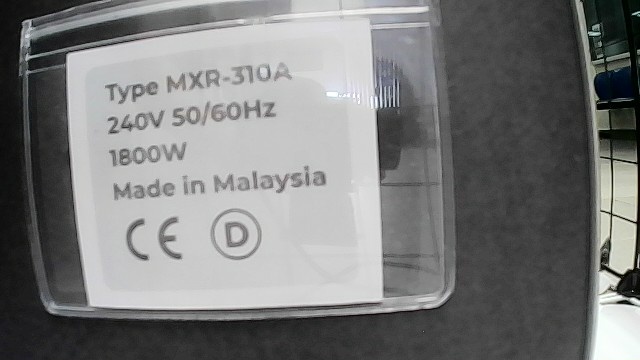 Type MXR-310A
240V 50/60Hz
1800W
Made in Malaysia
CE D